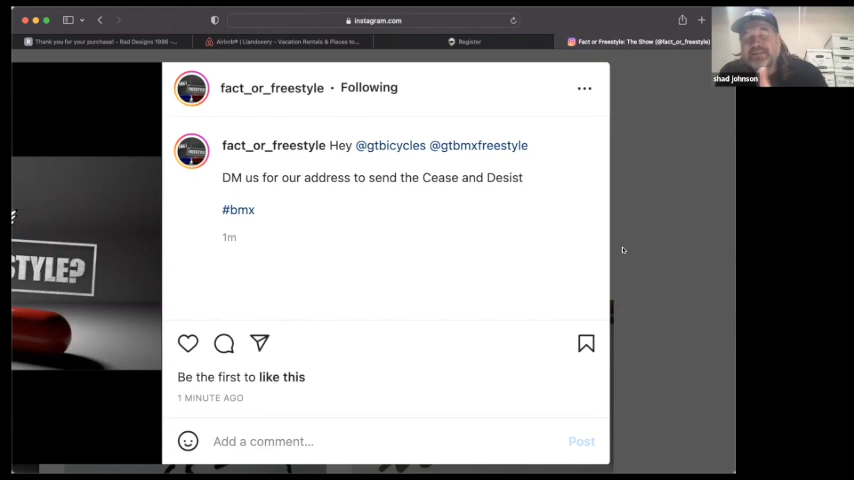 instagram.com
Thank you for your purchase! - Rad Designs 1986 -...
Airbnb® | Llandovery - Vacation Rentals & Places to...
Register
Fact or Freestyle: The Show (@fact_or_freestyle)
shad johnson
fact_or_freestyle • Following
fact_or_freestyle Hey @gtbicycles @gtbmxfreestyle
DM us for our address to send the Cease and Desist
#bmx
1m
STYLE?
Be the first to like this
1 MINUTE AGO
Add a comment...
Post